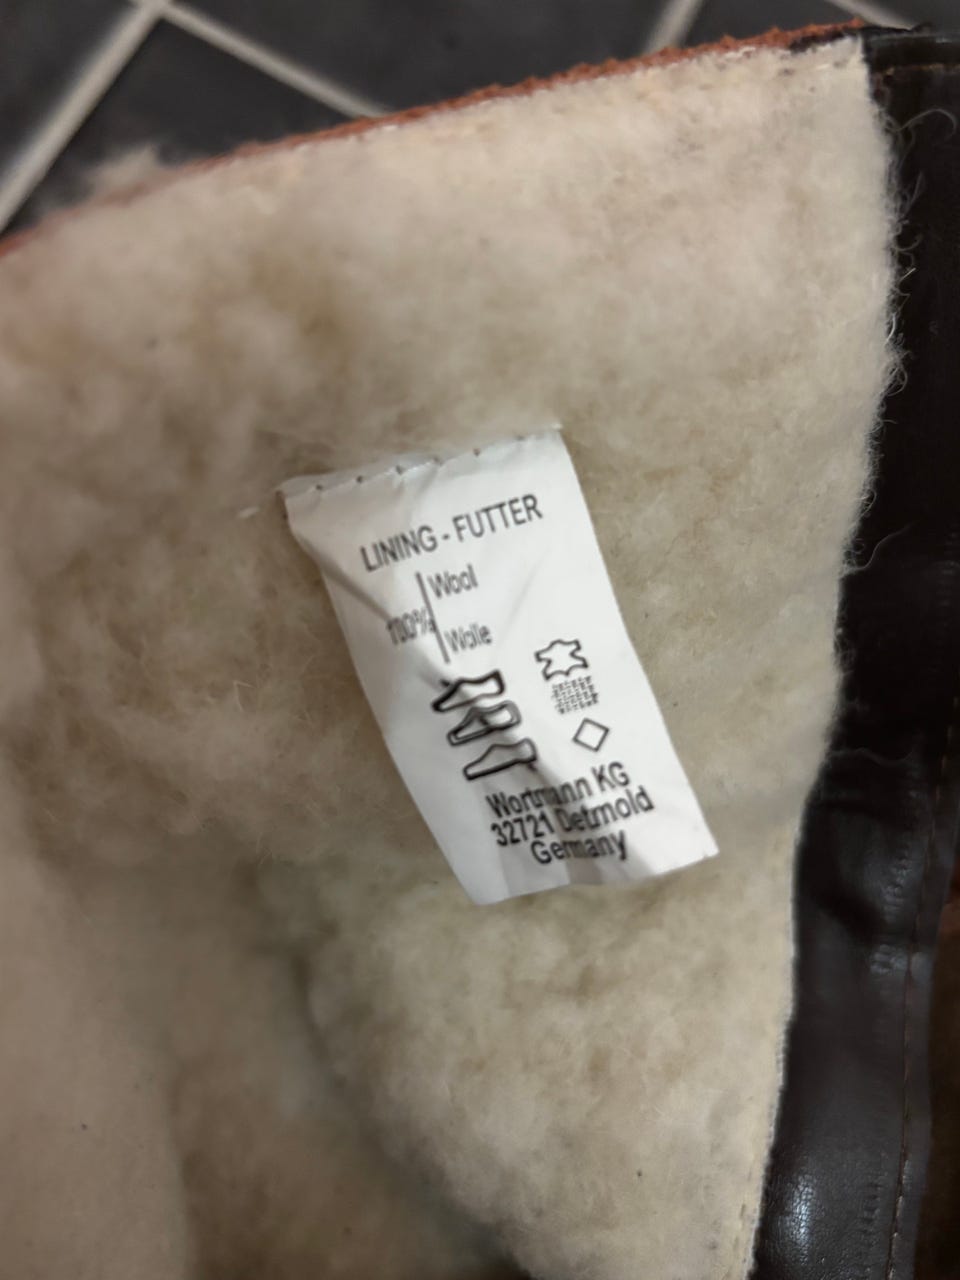 LINING - FUTTER
Wool
100%
Wolle
Wortmann KG
32721 Detmold
Germany